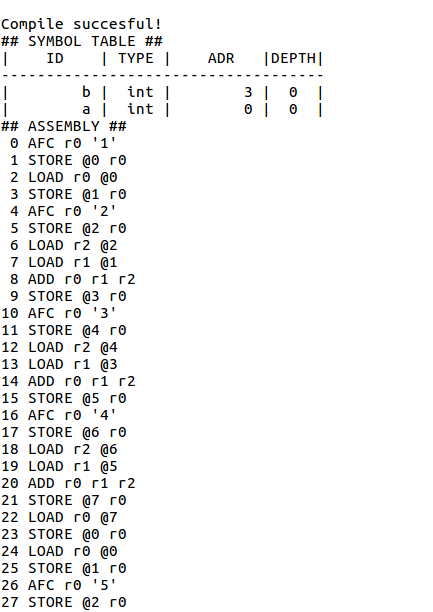 Compile succesful!
## SYMBOL TABLE ##
|    ID    | TYPE |    ADR    |DEPTH|
------------------------------------
|        b |  int |        3 |  0  |
|        a |  int |        0 |  0  |
## ASSEMBLY ##
 0 AFC r0 '1'
 1 STORE @0 r0
 2 LOAD r0 @0
 3 STORE @1 r0
 4 AFC r0 '2'
 5 STORE @2 r0
 6 LOAD r2 @2
 7 LOAD r1 @1
 8 ADD r0 r1 r2
 9 STORE @3 r0
10 AFC r0 '3'
11 STORE @4 r0
12 LOAD r2 @4
13 LOAD r1 @3
14 ADD r0 r1 r2
15 STORE @5 r0
16 AFC r0 '4'
17 STORE @6 r0
18 LOAD r2 @6
19 LOAD r1 @5
20 ADD r0 r1 r2
21 STORE @7 r0
22 LOAD r0 @7
23 STORE @0 r0
24 LOAD r0 @0
25 STORE @1 r0
26 AFC r0 '5'
27 STORE @2 r0